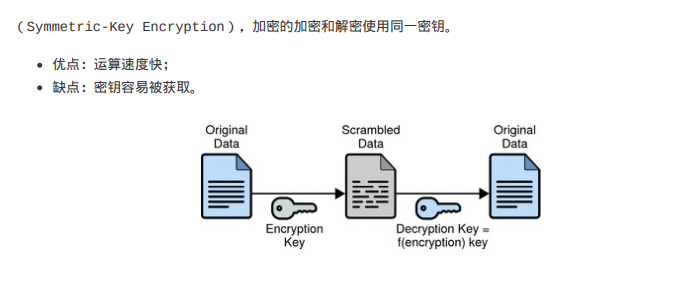 (Symmetric-Key Encryption)，加密的加密和解密使用同一密钥。
• 优点：运算速度快；
• 缺点：密钥容易被获取。
Original
Data
Scrambled
Data
Original
Data
Encryption
Key
Decryption Key =
f(encryption) key